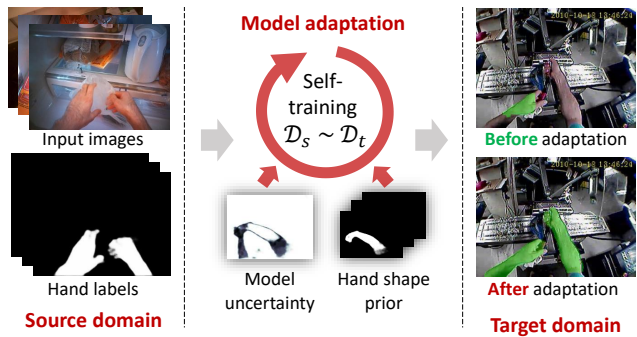 Input images
Hand labels
Source domain
Model adaptation
Self-
training
𝒟ₛ ~ 𝒟ₜ
Model
uncertainty
Hand shape
prior
2010-10-18 13:46:24
Before adaptation
2010-10-18 13:46:24
After adaptation
Target domain